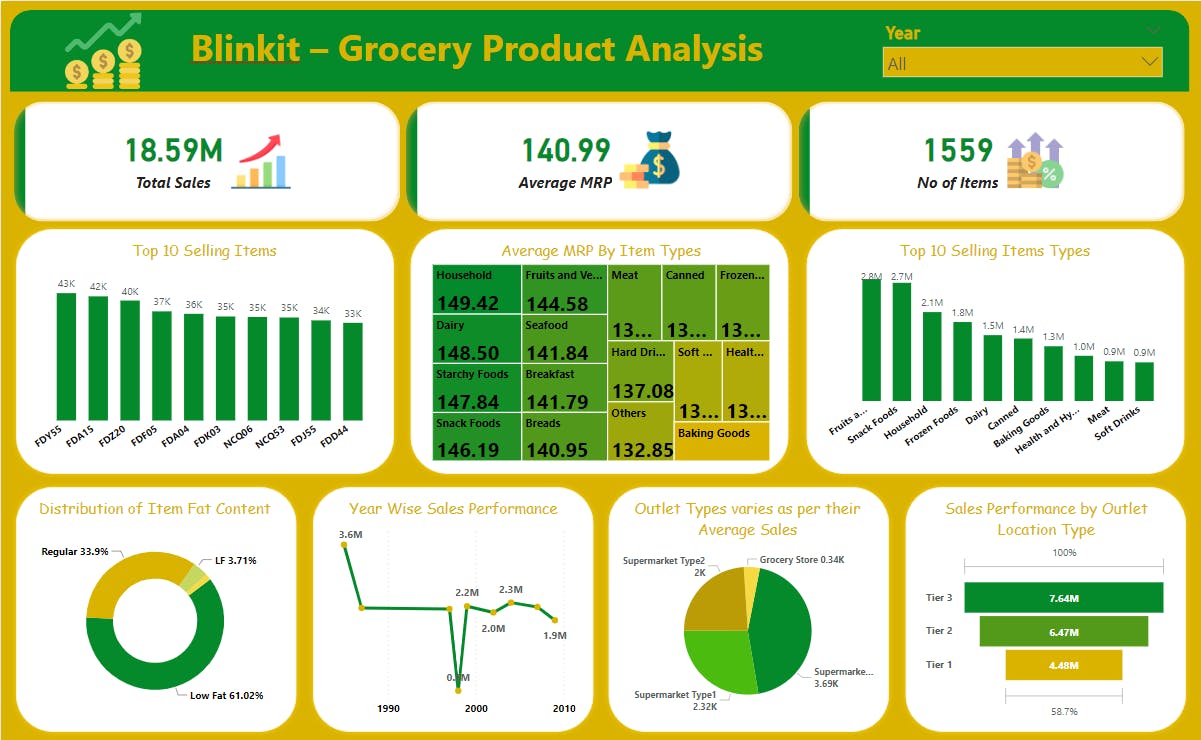 Blinkit – Grocery Product Analysis
Year
All
18.59M
Total Sales
140.99
Average MRP
1559
No of Items
Top 10 Selling Items
43K
42K
40K
37K
36K
35K
35K
35K
34K
33K
FDY55
FDA15
FDZ20
FDF05
FDA04
FDK03
NCQ06
NCQ53
FDJ55
FDD44
Average MRP By Item Types
Household
149.42
Dairy
148.50
Starchy Foods
147.84
Snack Foods
146.19
Fruits and Ve...
144.58
Seafood
141.84
Breakfast
141.79
Breads
140.95
Meat
13...
Canned
13...
Frozen...
13...
Hard Dri...
137.08
Others
132.85
Soft ...
13...
Healt...
13...
Baking Goods
Top 10 Selling Items Types
2.8M
2.7M
2.1M
1.8M
1.5M
1.4M
1.3M
1.0M
0.9M
0.9M
Fruits a...
Snack Foods
Household
Frozen Foods
Dairy
Canned
Baking Goods
Health and Hy...
Meat
Soft Drinks
Distribution of Item Fat Content
Regular 33.9%
LF 3.71%
Low Fat 61.02%
Year Wise Sales Performance
3.6M
2.2M
2.3M
2.0M
1.9M
1990
2000
2010
Outlet Types varies as per their
Average Sales
Supermarket Type2
2K
Grocery Store 0.34K
Supermarke...
3.69K
Supermarket Type1
2.32K
Sales Performance by Outlet
Location Type
100%
Tier 3
7.64M
Tier 2
6.47M
Tier 1
4.48M
58.7%